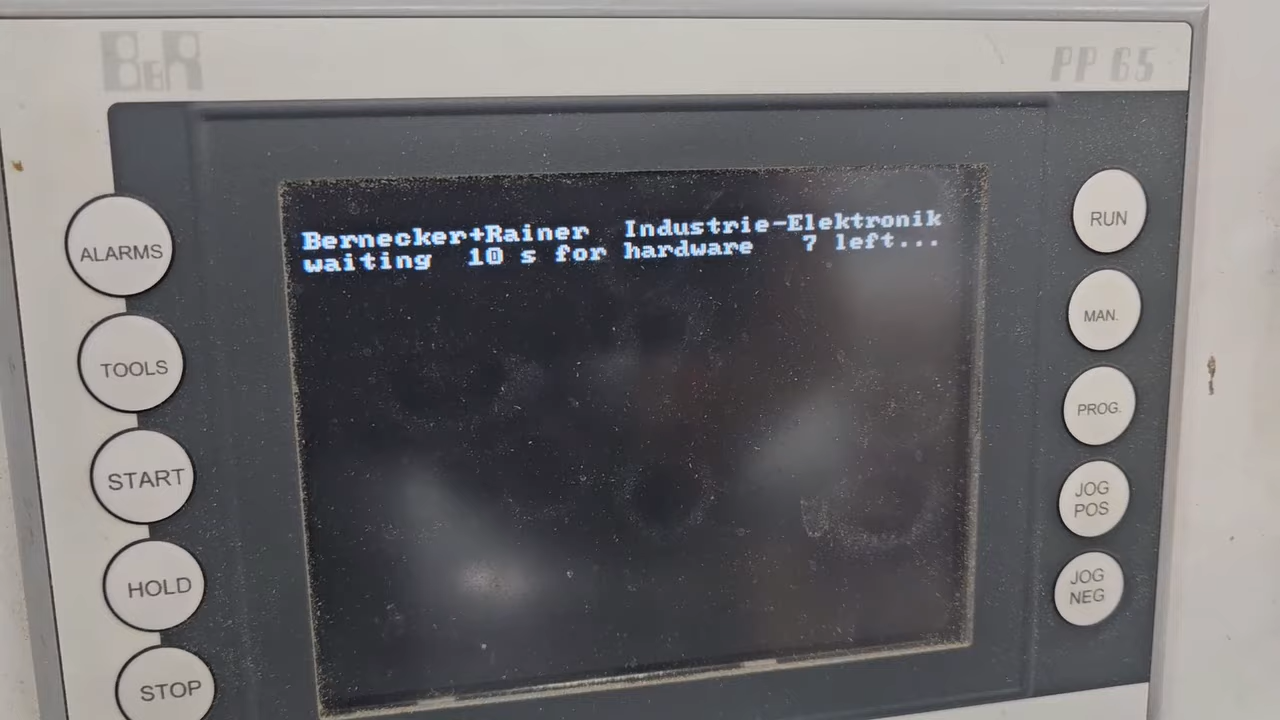 B&R
PP 65
Bernecker+Rainer Industrie-Elektronik
waiting 10 s for hardware 7 left...
ALARMS
TOOLS
START
HOLD
STOP
RUN
MAN.
PROG.
JOG
POS
JOG
NEG